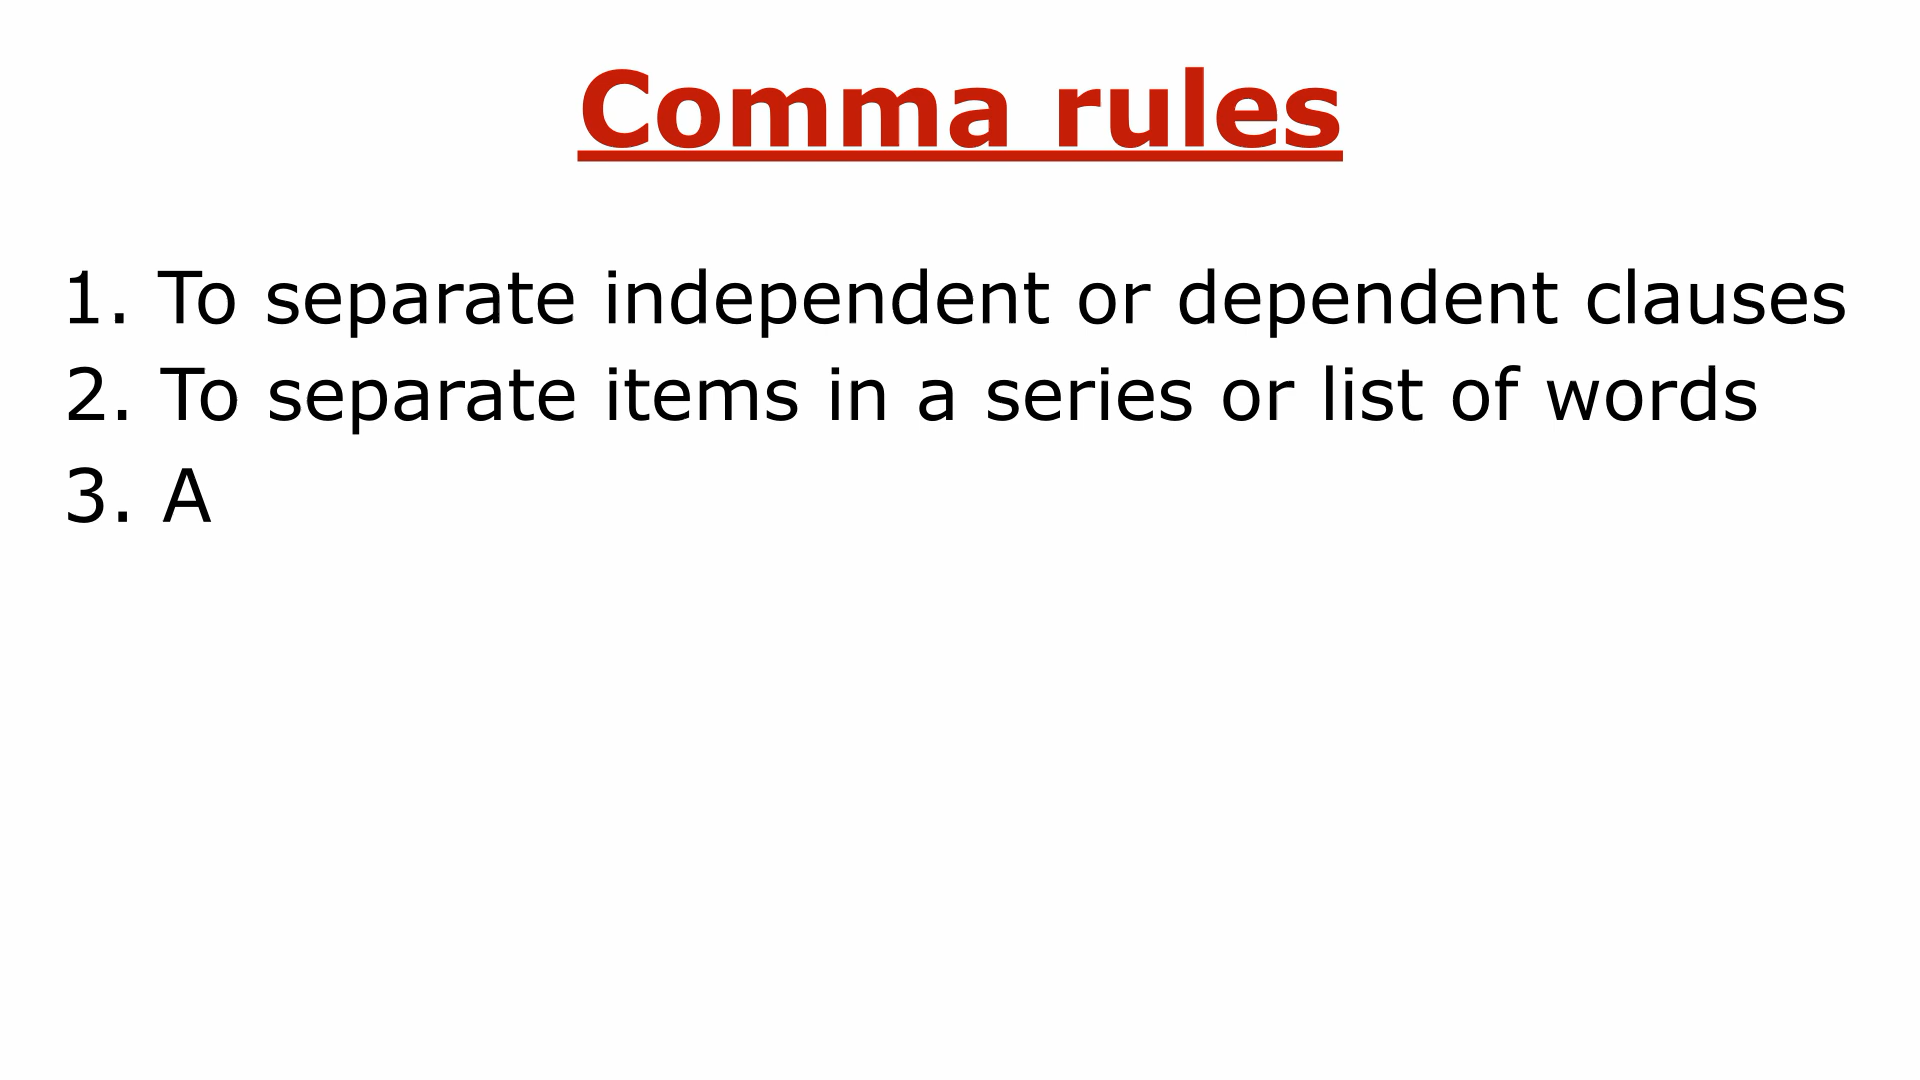 Comma rules
1. To separate independent or dependent clauses
2. To separate items in a series or list of words
3. A